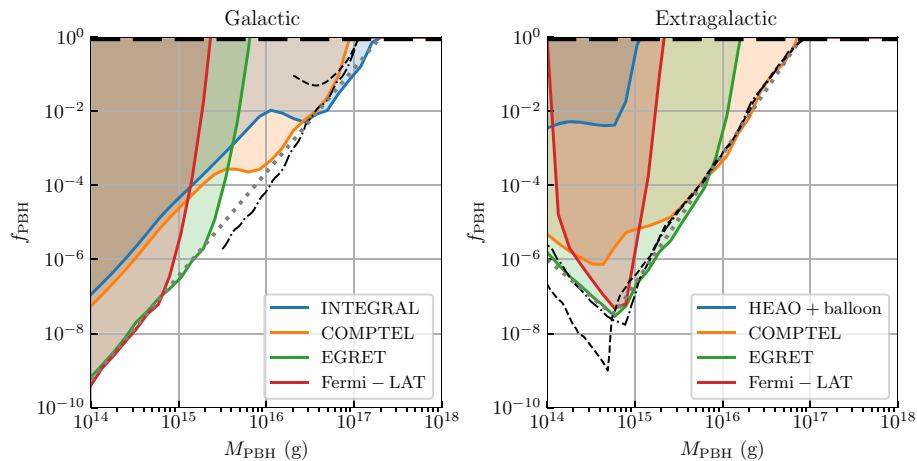 Galactic
f_PBH
10^0
10^−2
10^−4
10^−6
10^−8
10^−10
INTEGRAL
COMPTEL
EGRET
Fermi − LAT
10^14 10^15 10^16 10^17 10^18
M_PBH (g)
Extragalactic
f_PBH
10^0
10^−2
10^−4
10^−6
10^−8
10^−10
HEAO + balloon
COMPTEL
EGRET
Fermi − LAT
10^14 10^15 10^16 10^17 10^18
M_PBH (g)